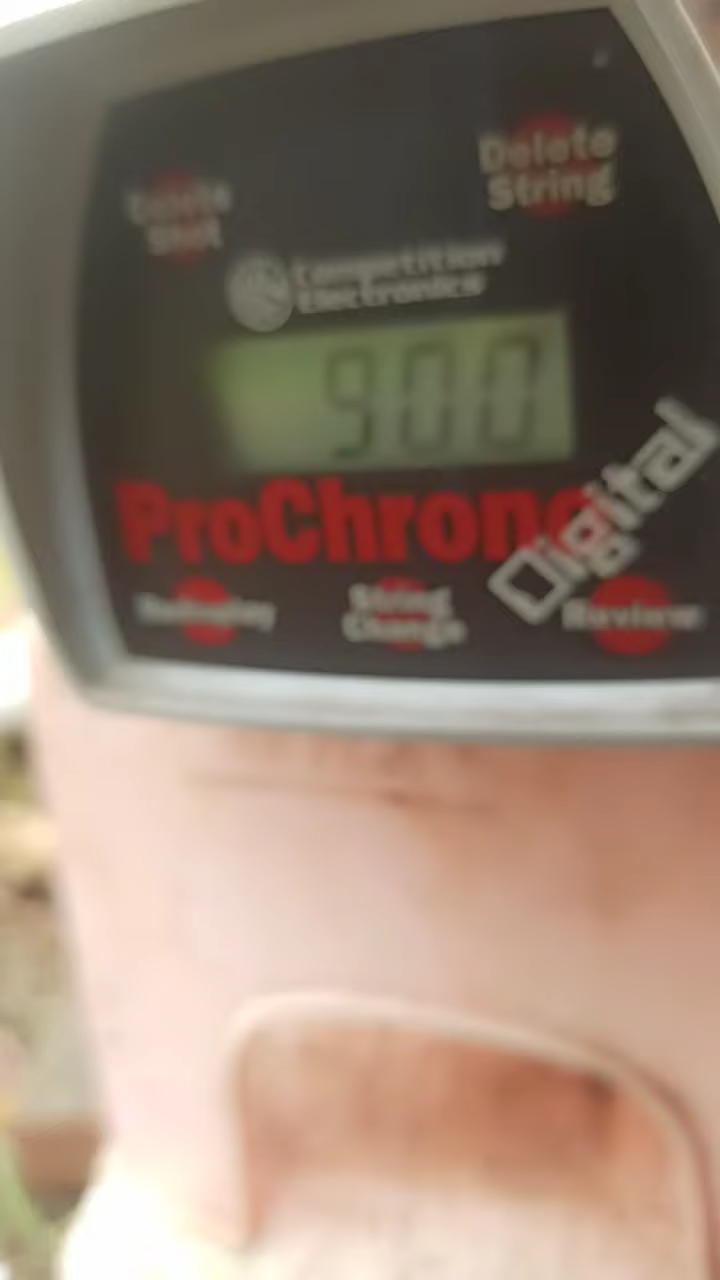 Delete
String
Delete
Shot
Competition
Electronics
900
ProChrono
Digital
Redisplay
String
Change
Review